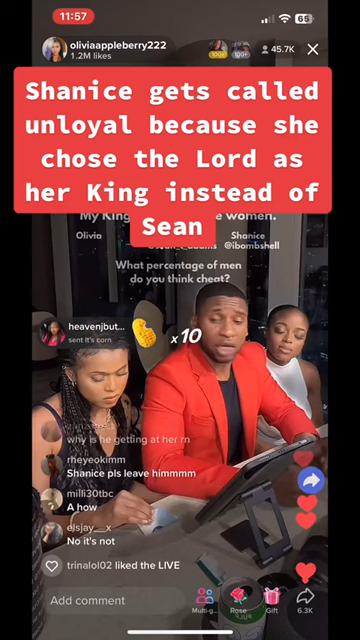 11:57
65
oliviaappleberry222
1.2M likes
100+
100+
45.7K
Shanice gets called
unloyal because she
chose the Lord as
her King instead of
Sean
My King
women.
Olivia
Shanice
@ibombshell
What percentage of men
do you think cheat?
heavenjbut...
sent It's corn
x 10
why is he getting at her rn
rheyeokimm
Shanice pls leave himmmm
milli30tbc
A how
elsjay__x
No it's not
trinalol02 liked the LIVE
Add comment
Multi-g...
Rose
Gift
6.3K